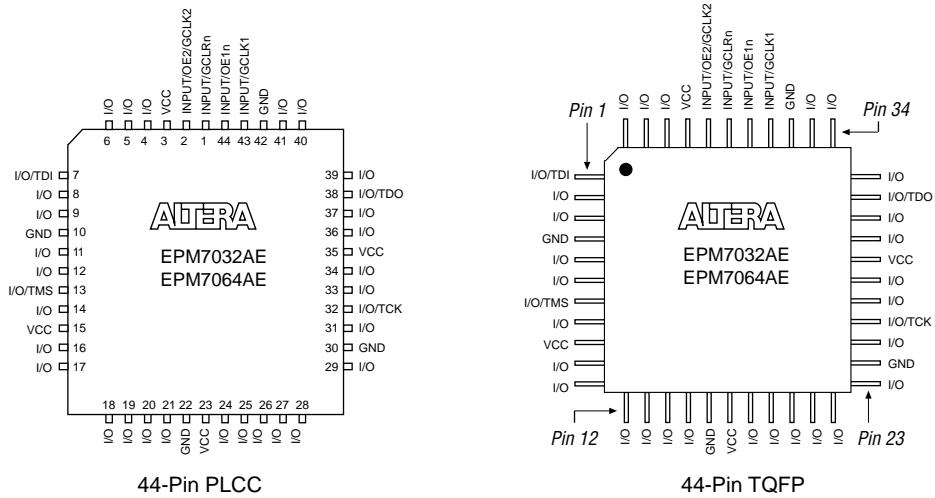 INPUT/OE2/GCLK2
INPUT/GCLRn
INPUT/OE1n
INPUT/GCLK1
I/O
I/O
I/O
VCC
GND
I/O
I/O
6 5 4 3 2 1 44 43 42 41 40
I/O/TDI 7
I/O 8
I/O 9
GND 10
I/O 11
I/O 12
I/O/TMS 13
I/O 14
VCC 15
I/O 16
I/O 17
ALTERA
EPM7032AE
EPM7064AE
39 I/O
38 I/O/TDO
37 I/O
36 I/O
35 VCC
34 I/O
33 I/O
32 I/O/TCK
31 I/O
30 GND
29 I/O
18 19 20 21 22 23 24 25 26 27 28
I/O
I/O
I/O
I/O
GND
VCC
I/O
I/O
I/O
I/O
I/O
44-Pin PLCC
Pin 1
I/O
I/O
I/O
VCC
INPUT/OE2/GCLK2
INPUT/GCLRn
INPUT/OE1n
INPUT/GCLK1
GND
I/O
I/O
Pin 34
I/O/TDI
I/O
I/O
GND
I/O
I/O
I/O/TMS
I/O
VCC
I/O
I/O
ALTERA
EPM7032AE
EPM7064AE
I/O
I/O/TDO
I/O
I/O
VCC
I/O
I/O
I/O/TCK
I/O
GND
I/O
Pin 12
I/O
I/O
I/O
I/O
GND
VCC
I/O
I/O
I/O
I/O
I/O
Pin 23
44-Pin TQFP